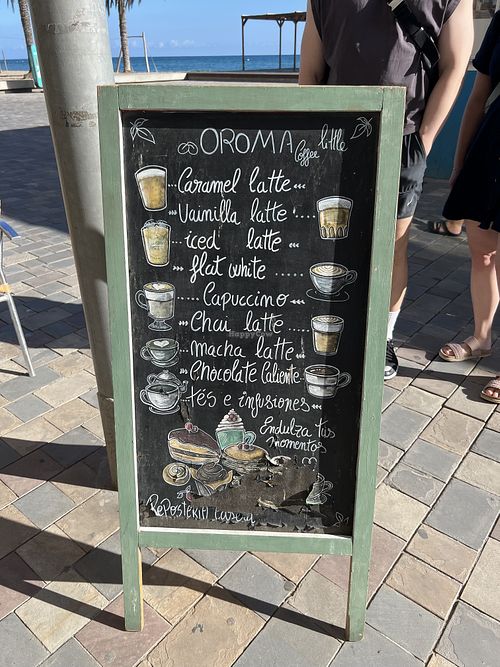 OROMA Coffee little
Caramel latte
Vainilla latte
iced latte
flat white
Capuccino
Chai latte
macha latte
Chocolate Caliente
tés e infusiones
Endulza tus
momentos
HappyCow